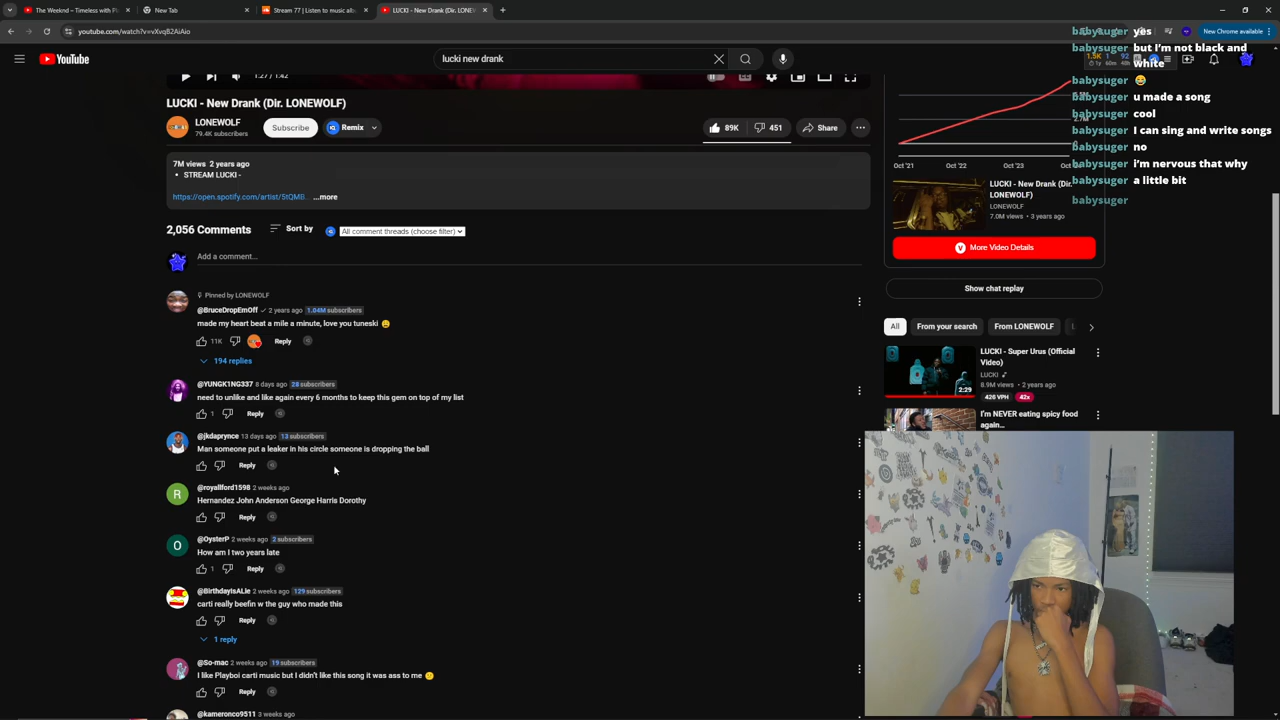 The Weeknd – Timeless with Pl
New Tab
Stream 77 | Listen to music alb
LUCKI - New Drank (Dir. LONE
youtube.com/watch?v=vXvqB2AiAio
New Chrome available
YouTube
lucki new drank
babysuger yes
babysuger but i'm not black and
white
babysuger 😂
babysuger u made a song
babysuger cool
babysuger I can sing and write songs
babysuger no
babysuger i'm nervous that why
babysuger a little bit
babysuger
1:27 / 1:42
LUCKI - New Drank (Dir. LONEWOLF)
LONEWOLF
79.4K subscribers
Subscribe
Remix
89K
451
Share
7M views 2 years ago
• STREAM LUCKI -
https://open.spotify.com/artist/5tQMB... ...more
2,056 Comments
Sort by
All comment threads (choose filter)
Add a comment...
Pinned by LONEWOLF
@BruceDropEmOff 2 years ago 1.04M subscribers
made my heart beat a mile a minute, love you tuneski 😩
11K Reply
194 replies
@YUNGK1NG337 8 days ago 28 subscribers
need to unlike and like again every 6 months to keep this gem on top of my list
1 Reply
@jkdaprynce 13 days ago 13 subscribers
Man someone put a leaker in his circle someone is dropping the ball
Reply
R
@royallford1598 2 weeks ago
Hernandez John Anderson George Harris Dorothy
Reply
O
@OysterP 2 weeks ago 2 subscribers
How am I two years late
1 Reply
@BirthdayIsALie 2 weeks ago 129 subscribers
carti really beefin w the guy who made this
Reply
1 reply
@So-mac 2 weeks ago 19 subscribers
I like Playboi carti music but I didn't like this song it was ass to me 😕
Reply
@kameronco9511 3 weeks ago
Oct '21 Oct '22 Oct '23
LUCKI - New Drank (Dir.
LONEWOLF)
LONEWOLF
7.0M views • 3 years ago
More Video Details
Show chat replay
All
From your search
From LONEWOLF
LUCKI - Super Urus (Official
Video)
LUCKI
8.9M views • 2 years ago
426 VPH 42x
2:29
I'm NEVER eating spicy food
again...